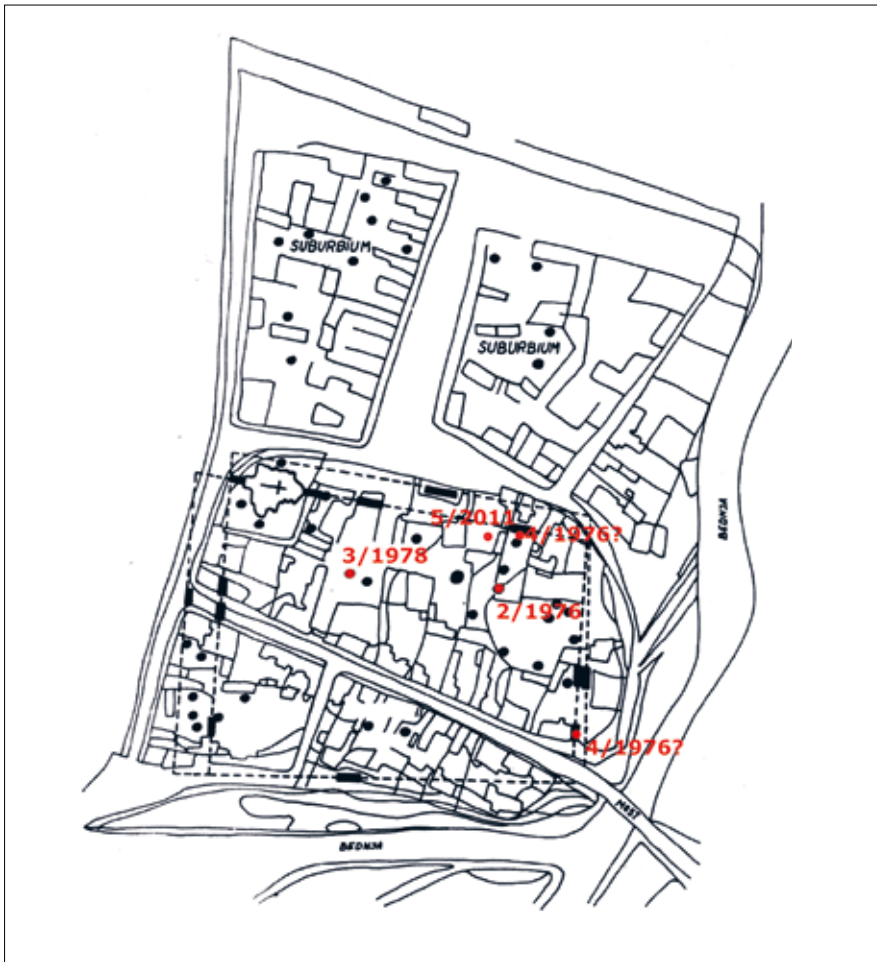 SUBURBIUM
SUBURBIUM
5/2011
4/1976?
3/1978
2/1976
4/1976?
BEDNJA
MOST
BEDNJA